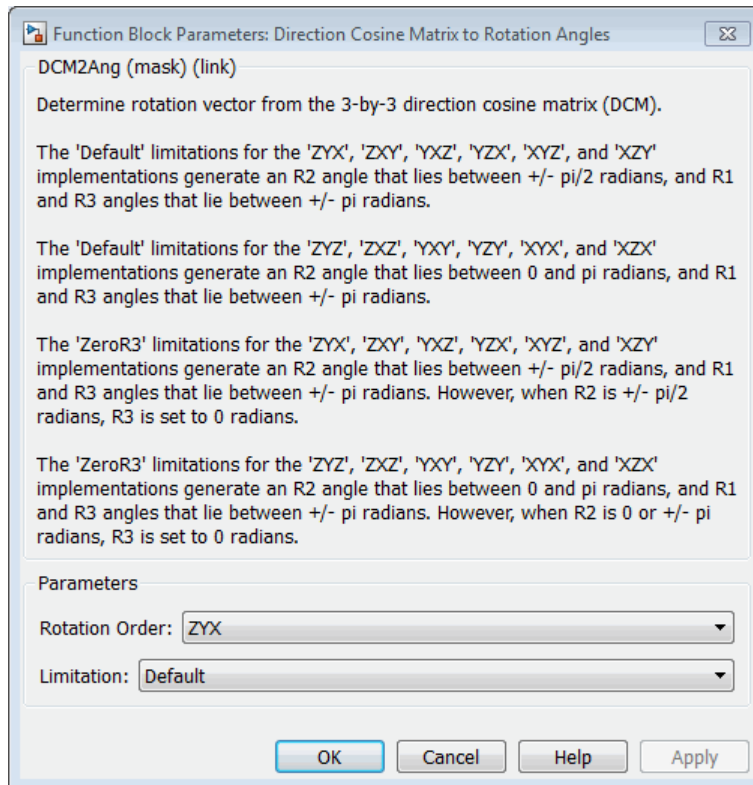 Function Block Parameters: Direction Cosine Matrix to Rotation Angles
DCM2Ang (mask) (link)
Determine rotation vector from the 3-by-3 direction cosine matrix (DCM).
The 'Default' limitations for the 'ZYX', 'ZXY', 'YXZ', 'YZX', 'XYZ', and 'XZY'
implementations generate an R2 angle that lies between +/- pi/2 radians, and R1
and R3 angles that lie between +/- pi radians.
The 'Default' limitations for the 'ZYZ', 'ZXZ', 'YXY', 'YZY', 'XYX', and 'XZX'
implementations generate an R2 angle that lies between 0 and pi radians, and R1
and R3 angles that lie between +/- pi radians.
The 'ZeroR3' limitations for the 'ZYX', 'ZXY', 'YXZ', 'YZX', 'XYZ', and 'XZY'
implementations generate an R2 angle that lies between +/- pi/2 radians, and R1
and R3 angles that lie between +/- pi radians. However, when R2 is +/- pi/2
radians, R3 is set to 0 radians.
The 'ZeroR3' limitations for the 'ZYZ', 'ZXZ', 'YXY', 'YZY', 'XYX', and 'XZX'
implementations generate an R2 angle that lies between 0 and pi radians, and R1
and R3 angles that lie between +/- pi radians. However, when R2 is 0 or +/- pi
radians, R3 is set to 0 radians.
Parameters
Rotation Order: ZYX
Limitation: Default
OK Cancel Help Apply